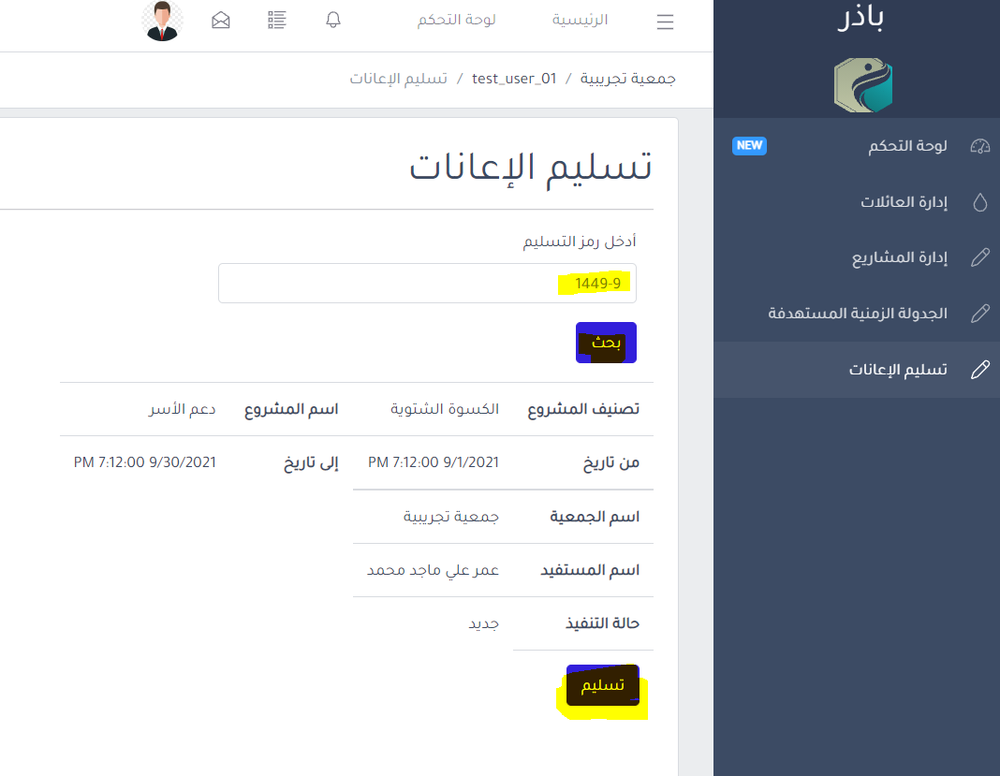 باذر
لوحة التحكم NEW
إدارة العائلات
إدارة المشاريع
الجدولة الزمنية المستهدفة
تسليم الإعانات
الرئيسية لوحة التحكم
جمعية تجريبية / test_user_01 / تسليم الإعانات
تسليم الإعانات
أدخل رمز التسليم
1449-9
بحث
تصنيف المشروع الكسوة الشتوية اسم المشروع دعم الأسر
من تاريخ 9/1/2021 7:12:00 PM إلى تاريخ 9/30/2021 7:12:00 PM
اسم الجمعية جمعية تجريبية
اسم المستفيد عمر علي ماجد محمد
حالة التنفيذ جديد
تسليم